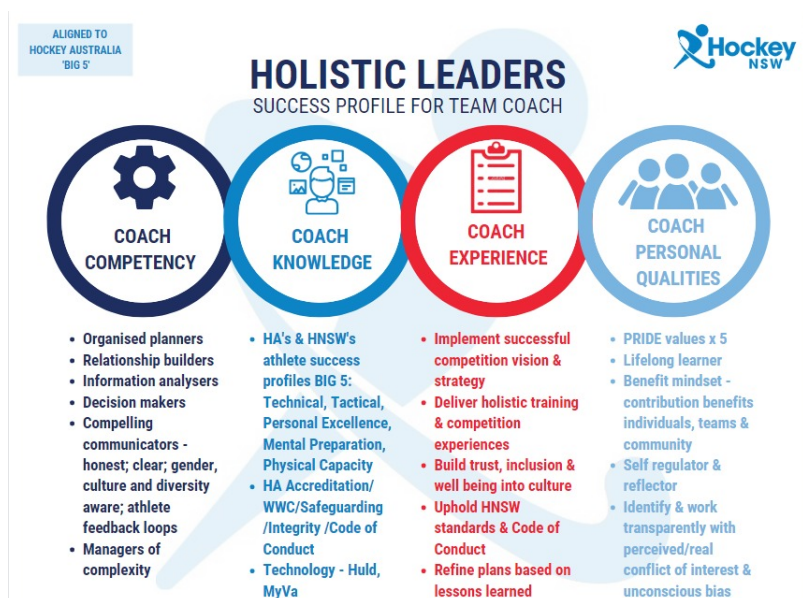 ALIGNED TO
HOCKEY AUSTRALIA
'BIG 5'
Hockey
NSW
HOLISTIC LEADERS
SUCCESS PROFILE FOR TEAM COACH
COACH
COMPETENCY
COACH
KNOWLEDGE
COACH
EXPERIENCE
COACH
PERSONAL
QUALITIES
• Organised planners
• Relationship builders
• Information analysers
• Decision makers
• Compelling
communicators -
honest; clear; gender,
culture and diversity
aware; athlete
feedback loops
• Managers of
complexity
• HA's & HNSW's
athlete success
profiles BIG 5:
Technical, Tactical,
Personal Excellence,
Mental Preparation,
Physical Capacity
• HA Accreditation/
WWC/Safeguarding
/Integrity /Code of
Conduct
• Technology - Huld,
MyVa
• Implement successful
competition vision &
strategy
• Deliver holistic training
& competition
experiences
• Build trust, inclusion &
well being into culture
• Uphold HNSW
standards & Code of
Conduct
• Refine plans based on
lessons learned
• PRIDE values x 5
• Lifelong learner
• Benefit mindset -
contribution benefits
individuals, teams &
community
• Self regulator &
reflector
• Identify & work
transparently with
perceived/real
conflict of interest &
unconscious bias